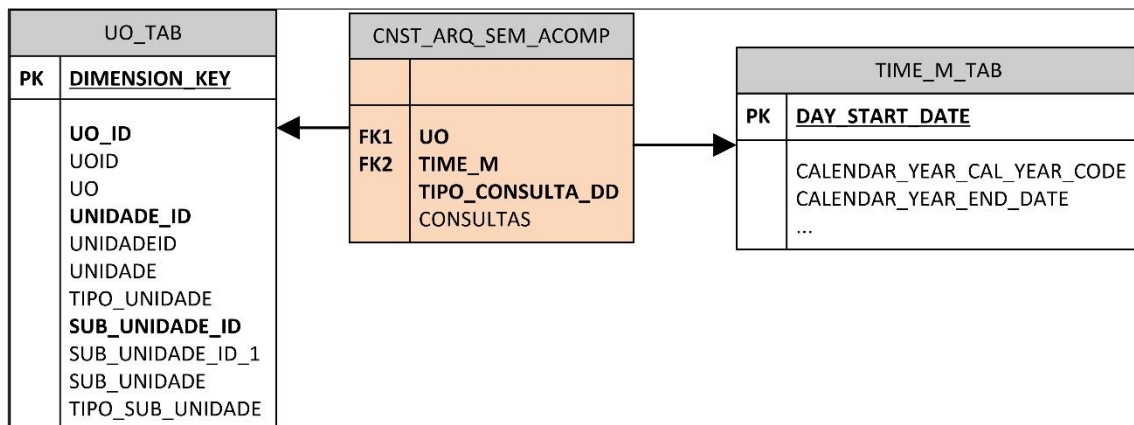 UO_TAB
PK DIMENSION_KEY
UO_ID
UOID
UO
UNIDADE_ID
UNIDADEID
UNIDADE
TIPO_UNIDADE
SUB_UNIDADE_ID
SUB_UNIDADE_ID_1
SUB_UNIDADE
TIPO_SUB_UNIDADE
CNST_ARQ_SEM_ACOMP
FK1 UO
FK2 TIME_M
TIPO_CONSULTA_DD
CONSULTAS
TIME_M_TAB
PK DAY_START_DATE
CALENDAR_YEAR_CAL_YEAR_CODE
CALENDAR_YEAR_END_DATE
...